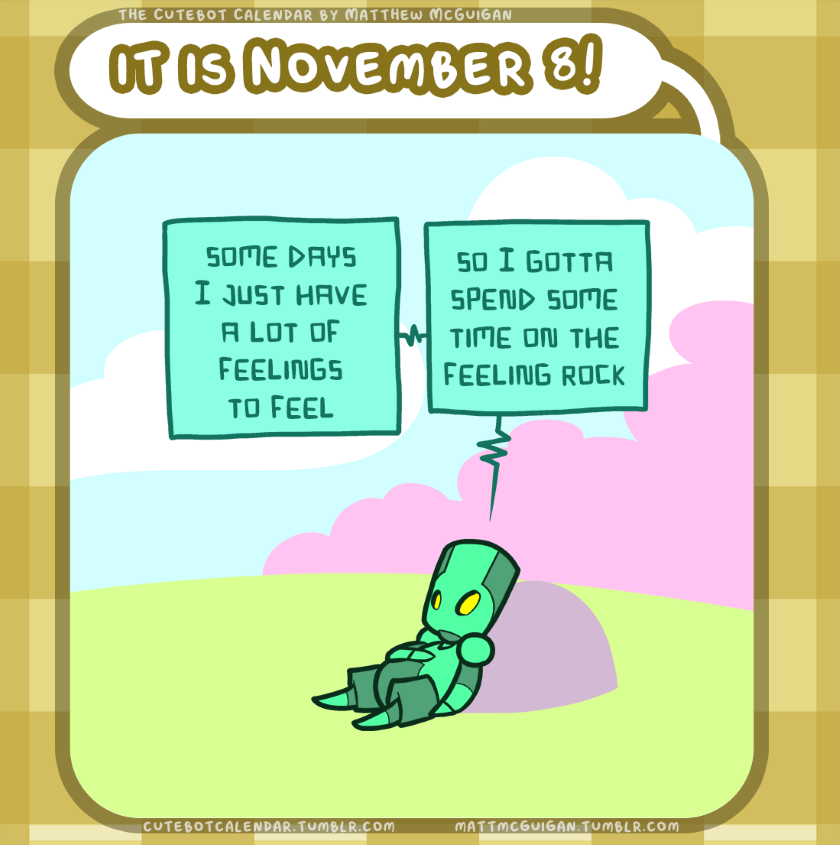 THE CUTEBOT CALENDAR BY MATTHEW MCGUIGAN
IT IS NOVEMBER 8!
SOME DAYS
I JUST HAVE
A LOT OF
FEELINGS
TO FEEL
SO I GOTTA
SPEND SOME
TIME ON THE
FEELING ROCK
CUTEBOTCALENDAR.TUMBLR.COM
MATTMCGUIGAN.TUMBLR.COM